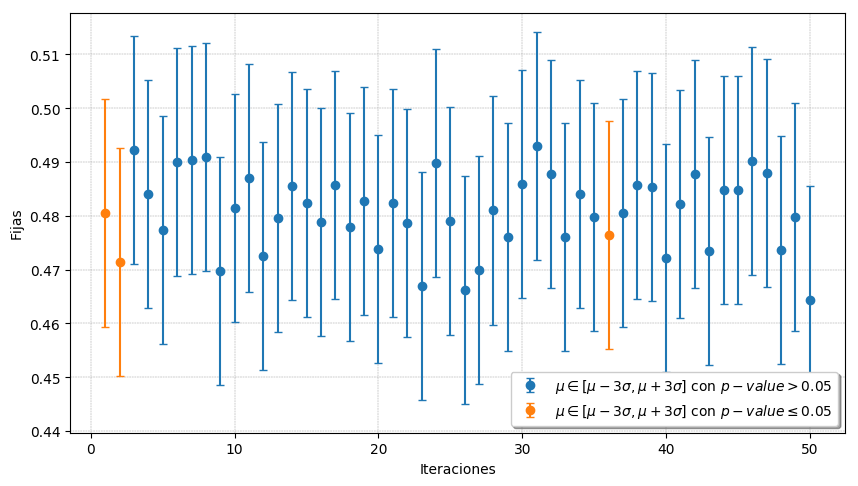 0.51
0.50
0.49
0.48
0.47
0.46
0.45
0.44
Fijas
0 10 20 30 40 50
Iteraciones
μ ∈ [μ − 3σ, μ + 3σ] con p − value > 0.05
μ ∈ [μ − 3σ, μ + 3σ] con p − value ≤ 0.05